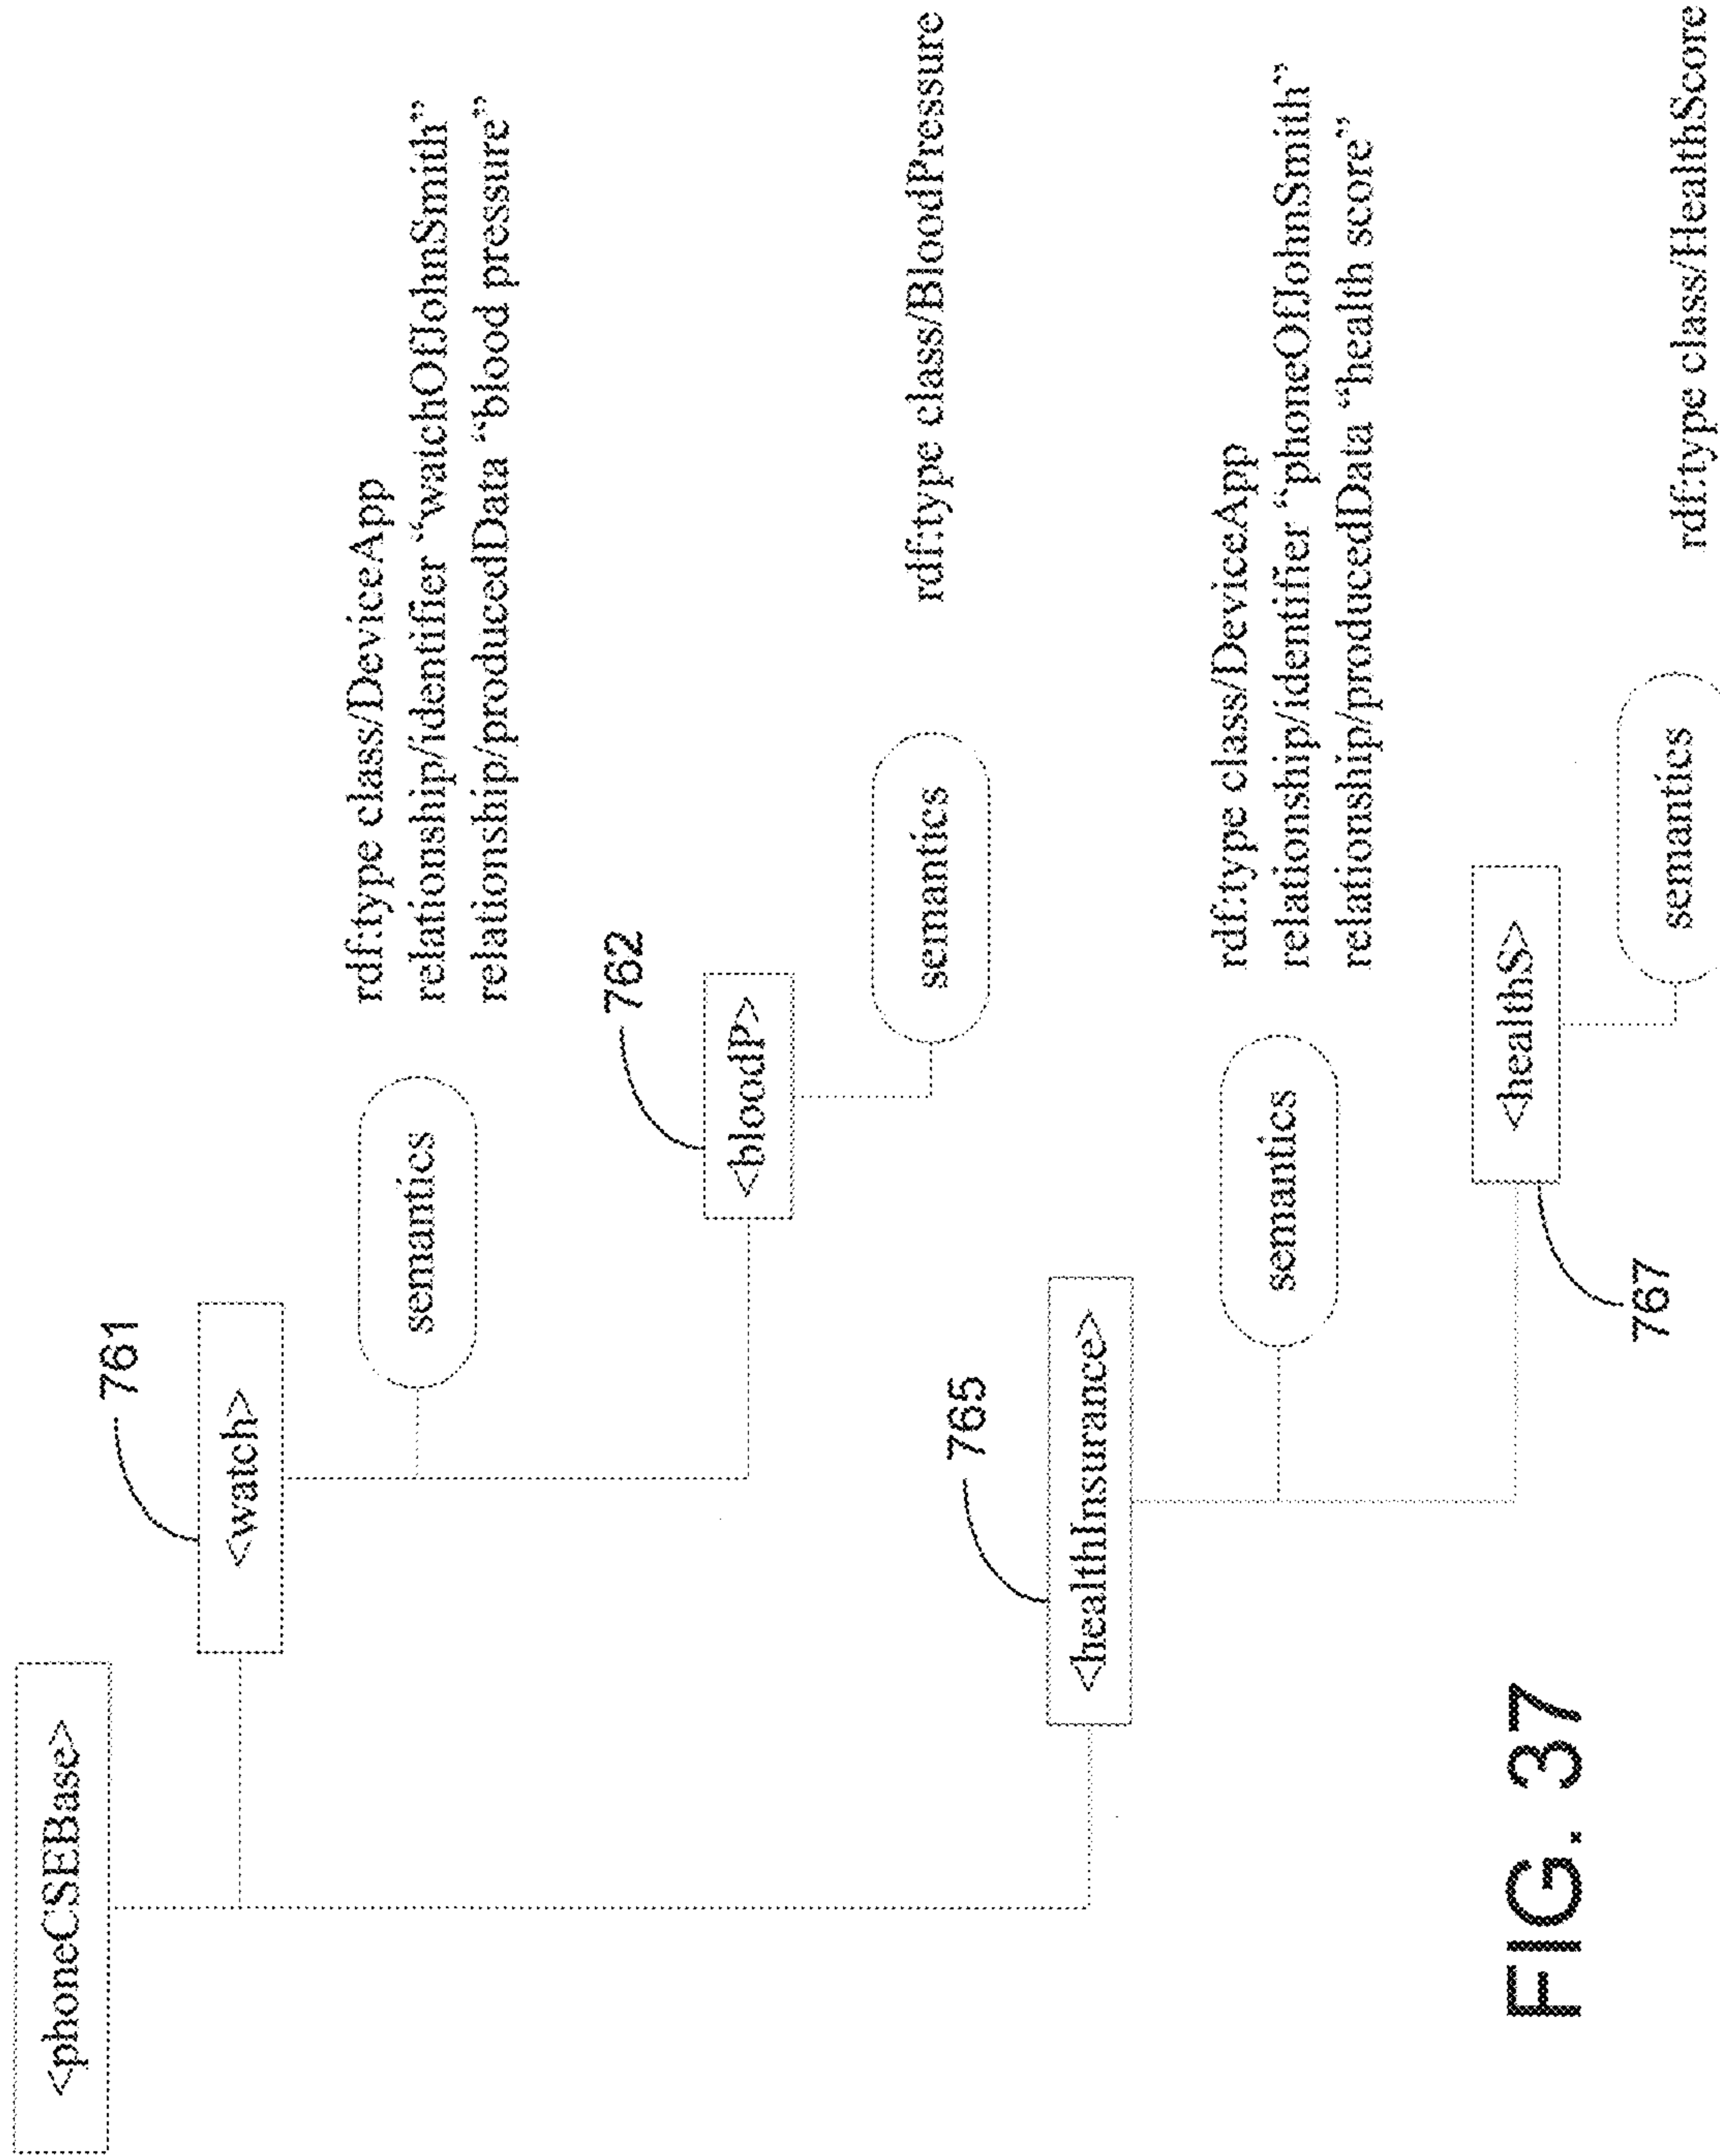 <phoneCSEBase>
761
<watch>
semantics
rdf:type class/DeviceApp
relationship/identifier “watchOfJohnSmith”
relationship/producedData “blood pressure”
762
<bloodP>
semantics
rdf:type class/BloodPressure
765
<healthInsurance>
semantics
rdf:type class/DeviceApp
relationship/identifier “phoneOfJohnSmith”
relationship/producedData “health score”
<healthS>
767
semantics
rdf:type class/HealthScore
FIG. 37